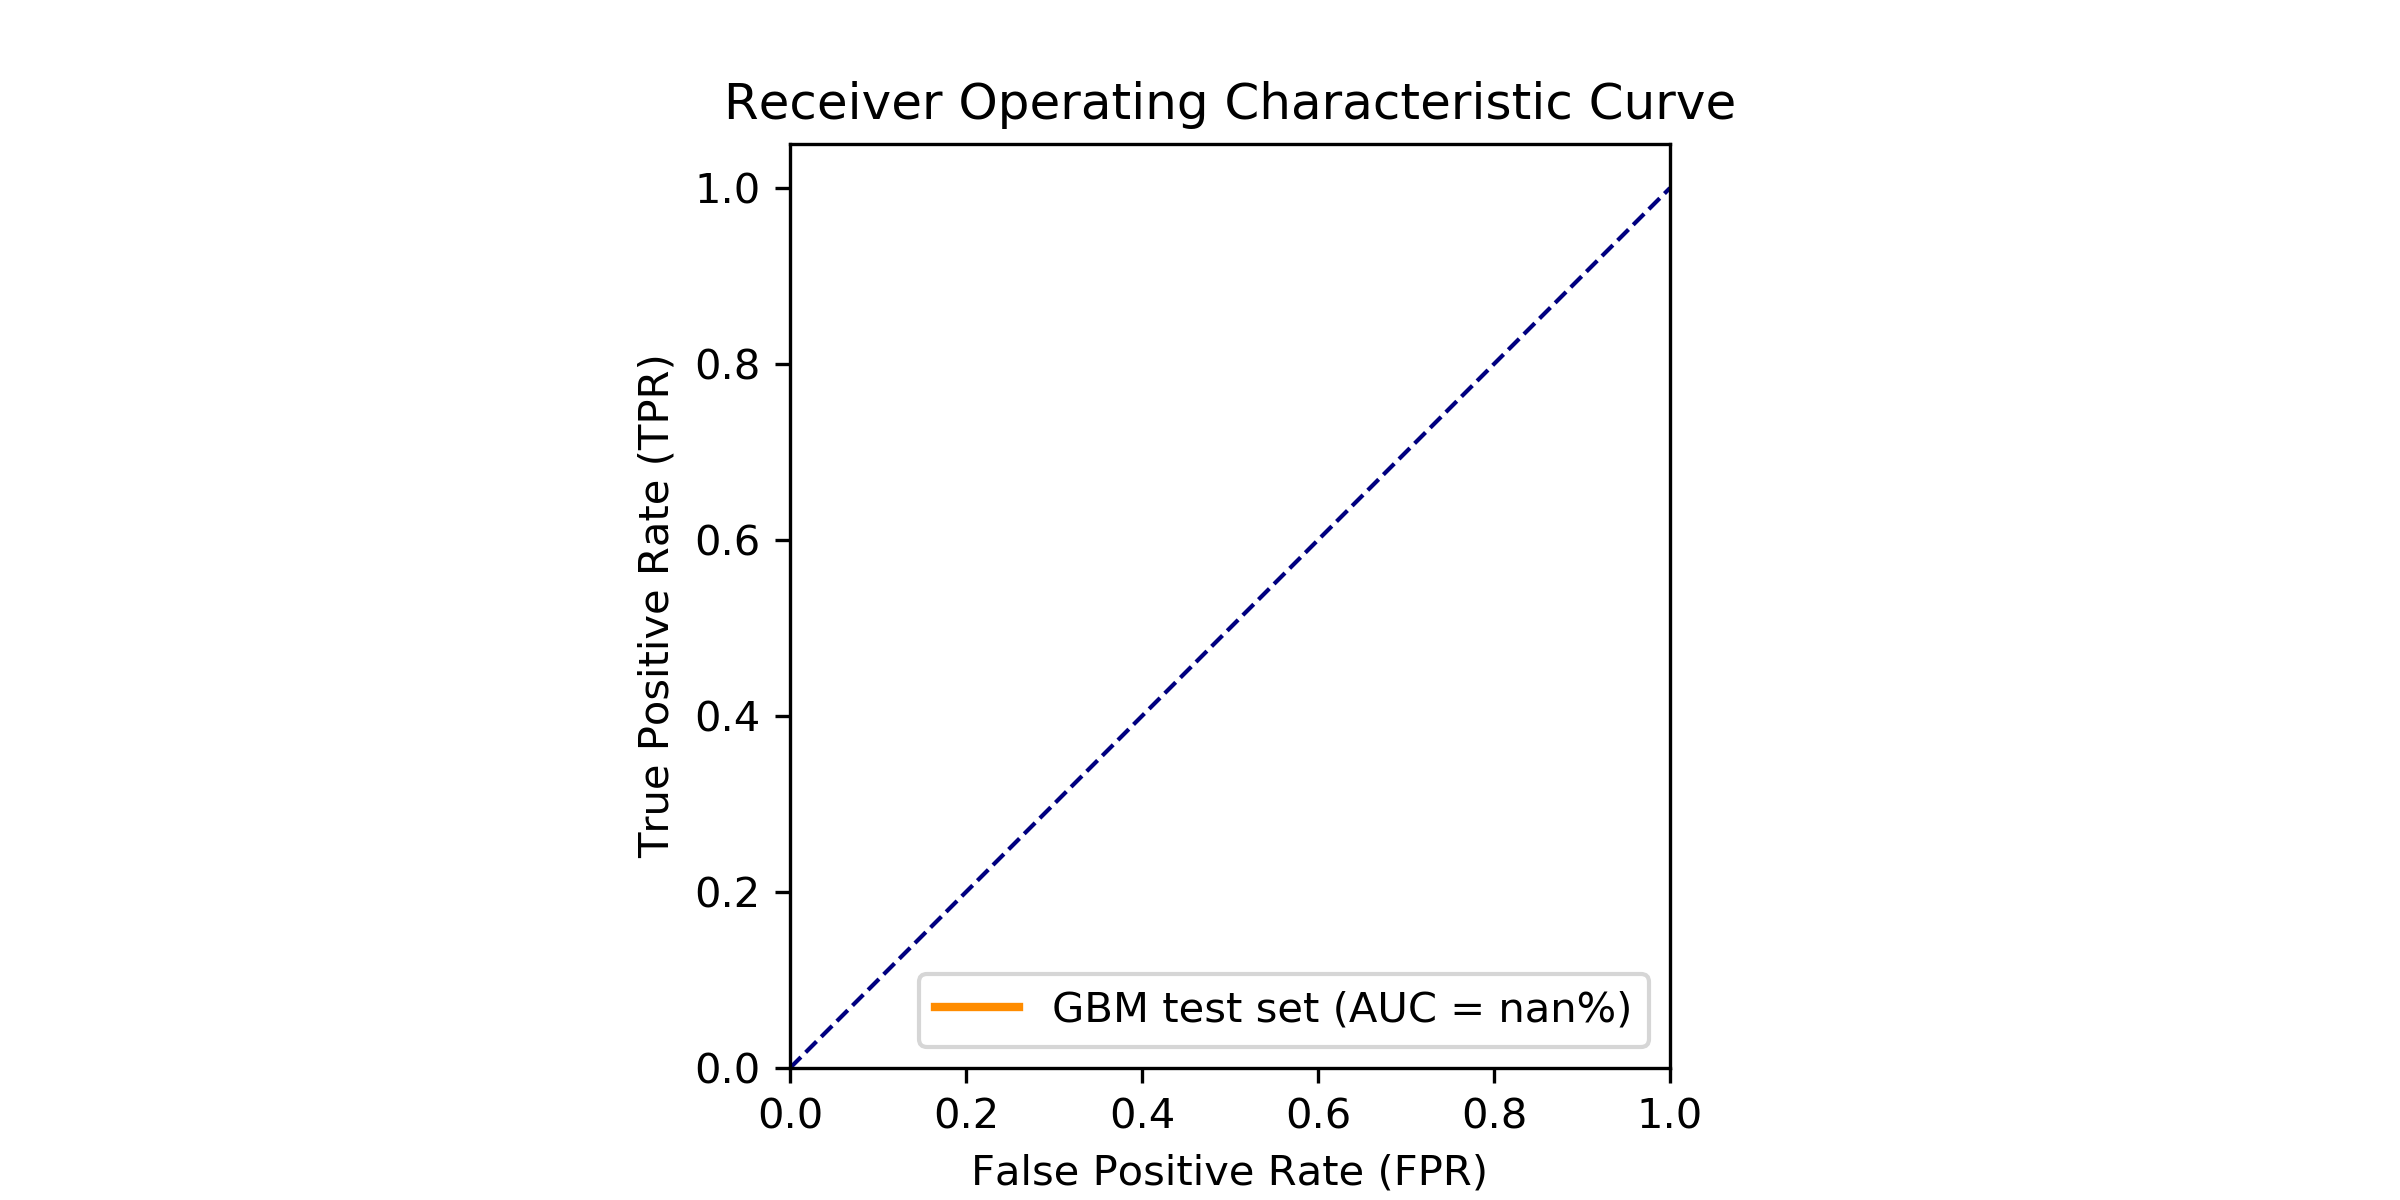 Receiver Operating Characteristic Curve
1.0
0.8
0.6
0.4
0.2
0.0
True Positive Rate (TPR)
GBM test set (AUC = nan%)
0.0 0.2 0.4 0.6 0.8 1.0
False Positive Rate (FPR)